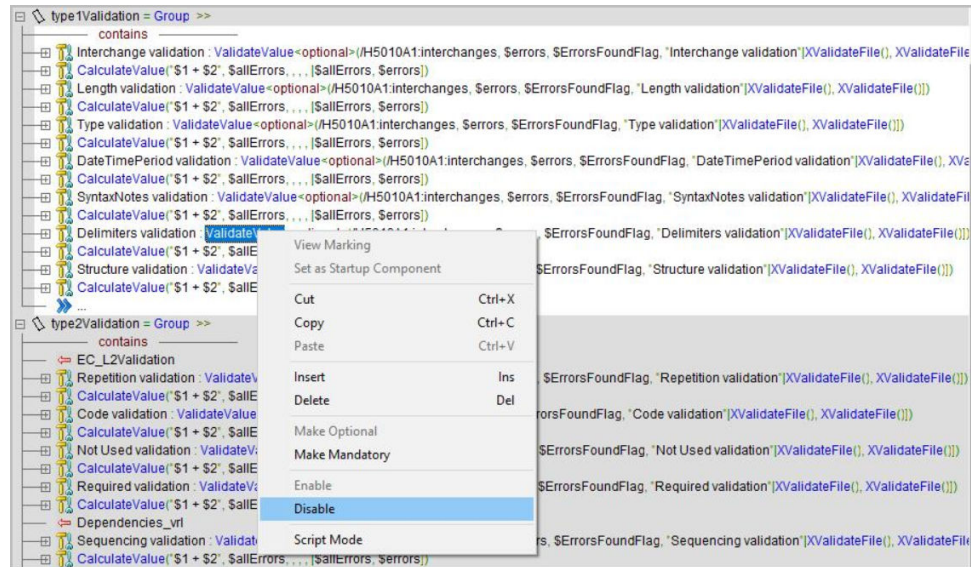 type1Validation = Group >>
contains
Interchange validation : ValidateValue<optional>(/H5010A1:interchanges, $errors, $ErrorsFoundFlag, "Interchange validation"|XValidateFile(), XValidateFile
CalculateValue("$1 + $2", $allErrors, , , , |$allErrors, $errors])
Length validation : ValidateValue<optional>(/H5010A1:interchanges, $errors, $ErrorsFoundFlag, "Length validation"|XValidateFile(), XValidateFile()])
CalculateValue("$1 + $2", $allErrors, , , , |$allErrors, $errors])
Type validation : ValidateValue<optional>(/H5010A1:interchanges, $errors, $ErrorsFoundFlag, "Type validation"|XValidateFile(), XValidateFile()])
CalculateValue("$1 + $2", $allErrors, , , , |$allErrors, $errors])
DateTimePeriod validation : ValidateValue<optional>(/H5010A1:interchanges, $errors, $ErrorsFoundFlag, "DateTimePeriod validation"|XValidateFile(), XVa
CalculateValue("$1 + $2", $allErrors, , , , |$allErrors, $errors])
SyntaxNotes validation : ValidateValue<optional>(/H5010A1:interchanges, $errors, $ErrorsFoundFlag, "SyntaxNotes validation"|XValidateFile(), XValidateFil
CalculateValue("$1 + $2", $allErrors, , , , |$allErrors, $errors])
Delimiters validation : ValidateV , $ErrorsFoundFlag, "Delimiters validation"|XValidateFile(), XValidateFile()])
View Marking
CalculateValue("$1 + $2", $allE
Set as Startup Component
Structure validation : ValidateVa $ErrorsFoundFlag, "Structure validation"|XValidateFile(), XValidateFile()])
CalculateValue("$1 + $2", $allE
Cut Ctrl+X
...
Copy Ctrl+C
type2Validation = Group >>
contains
Paste Ctrl+V
EC_L2Validation
Repetition validation : ValidateV , $ErrorsFoundFlag, "Repetition validation"|XValidateFile(), XValidateFile()])
Insert Ins
CalculateValue("$1 + $2", $allE
Delete Del
Code validation : ValidateValue rorsFoundFlag, "Code validation"|XValidateFile(), XValidateFile()])
CalculateValue("$1 + $2", $allE
Make Optional
Not Used validation : ValidateVa $ErrorsFoundFlag, "Not Used validation"|XValidateFile(), XValidateFile()])
Make Mandatory
CalculateValue("$1 + $2", $allE
Required validation : ValidateVa $ErrorsFoundFlag, "Required validation"|XValidateFile(), XValidateFile()])
Enable
CalculateValue("$1 + $2", $allE
Disable
Dependencies_vrl
Sequencing validation : Validat rs, $ErrorsFoundFlag, "Sequencing validation"|XValidateFile(), XValidateFile
Script Mode
CalculateValue("$1 + $2", $allErrors, , , , |$allErrors, $errors])